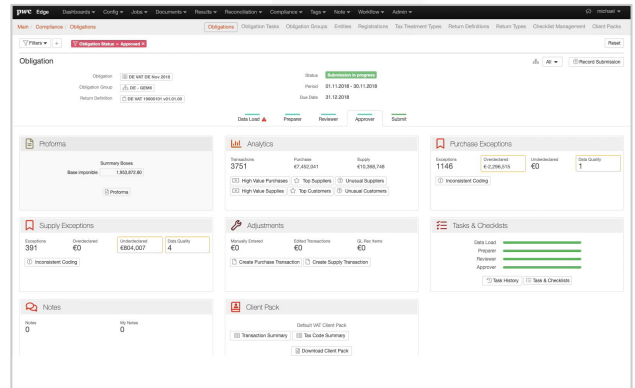 pwc Edge Dashboards Config Jobs Documents Results Reconciliation Compliance Tags Note Workflow Admin michael
Main / Compliance / Obligations Obligations Obligation Tasks Obligation Groups Entities Registrations Tax Treatment Types Return Definitions Return Types Checklist Management Client Packs
Filters + Obligation Status = Approved × Reset
Obligation All Record Submission
Obligation DE VAT DE Nov 2018 Status Submission in progress
Obligation Group DE - GEMS Period 01.11.2018 - 30.11.2018
Return Definition DE VAT 19900101 v01.01.00 Due Date 31.12.2018
Data Load Preparer Reviewer Approver Submit
Proforma
Summary Boxes
Base imponible 1,953,872.80
Proforma
Analytics
Transactions Purchase Supply
3751 €7,452,041 €10,398,748
High Value Purchases Top Suppliers Unusual Suppliers
High Value Supplies Top Customers Unusual Customers
Purchase Exceptions
Exceptions Overdeclared Underdeclared Data Quality
1146 €-2,296,515 €0 1
Inconsistent Coding
Supply Exceptions
Exceptions Overdeclared Underdeclared Data Quality
391 €0 €804,007 4
Inconsistent Coding
Adjustments
Manually Entered Edited Transactions GL Rec Items
€0 €0 €0
Create Purchase Transaction Create Supply Transaction
Tasks & Checklists
Data Load
Preparer
Reviewer
Approver
Task History Task & Checklists
Notes
Notes My Notes
0 0
Client Pack
Default VAT Client Pack
Transaction Summary Tax Code Summary
Download Client Pack